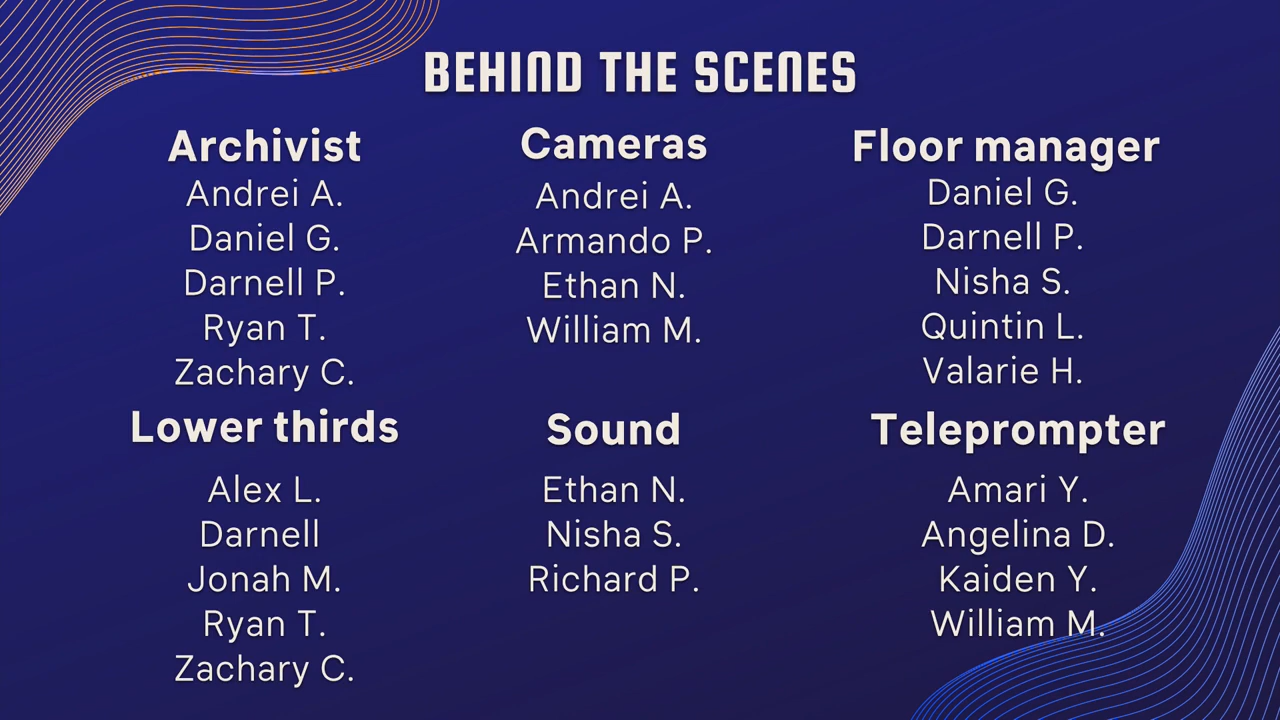 BEHIND THE SCENES
Archivist
Andrei A.
Daniel G.
Darnell P.
Ryan T.
Zachary C.
Cameras
Andrei A.
Armando P.
Ethan N.
William M.
Floor manager
Daniel G.
Darnell P.
Nisha S.
Quintin L.
Valarie H.
Lower thirds
Alex L.
Darnell
Jonah M.
Ryan T.
Zachary C.
Sound
Ethan N.
Nisha S.
Richard P.
Teleprompter
Amari Y.
Angelina D.
Kaiden Y.
William M.